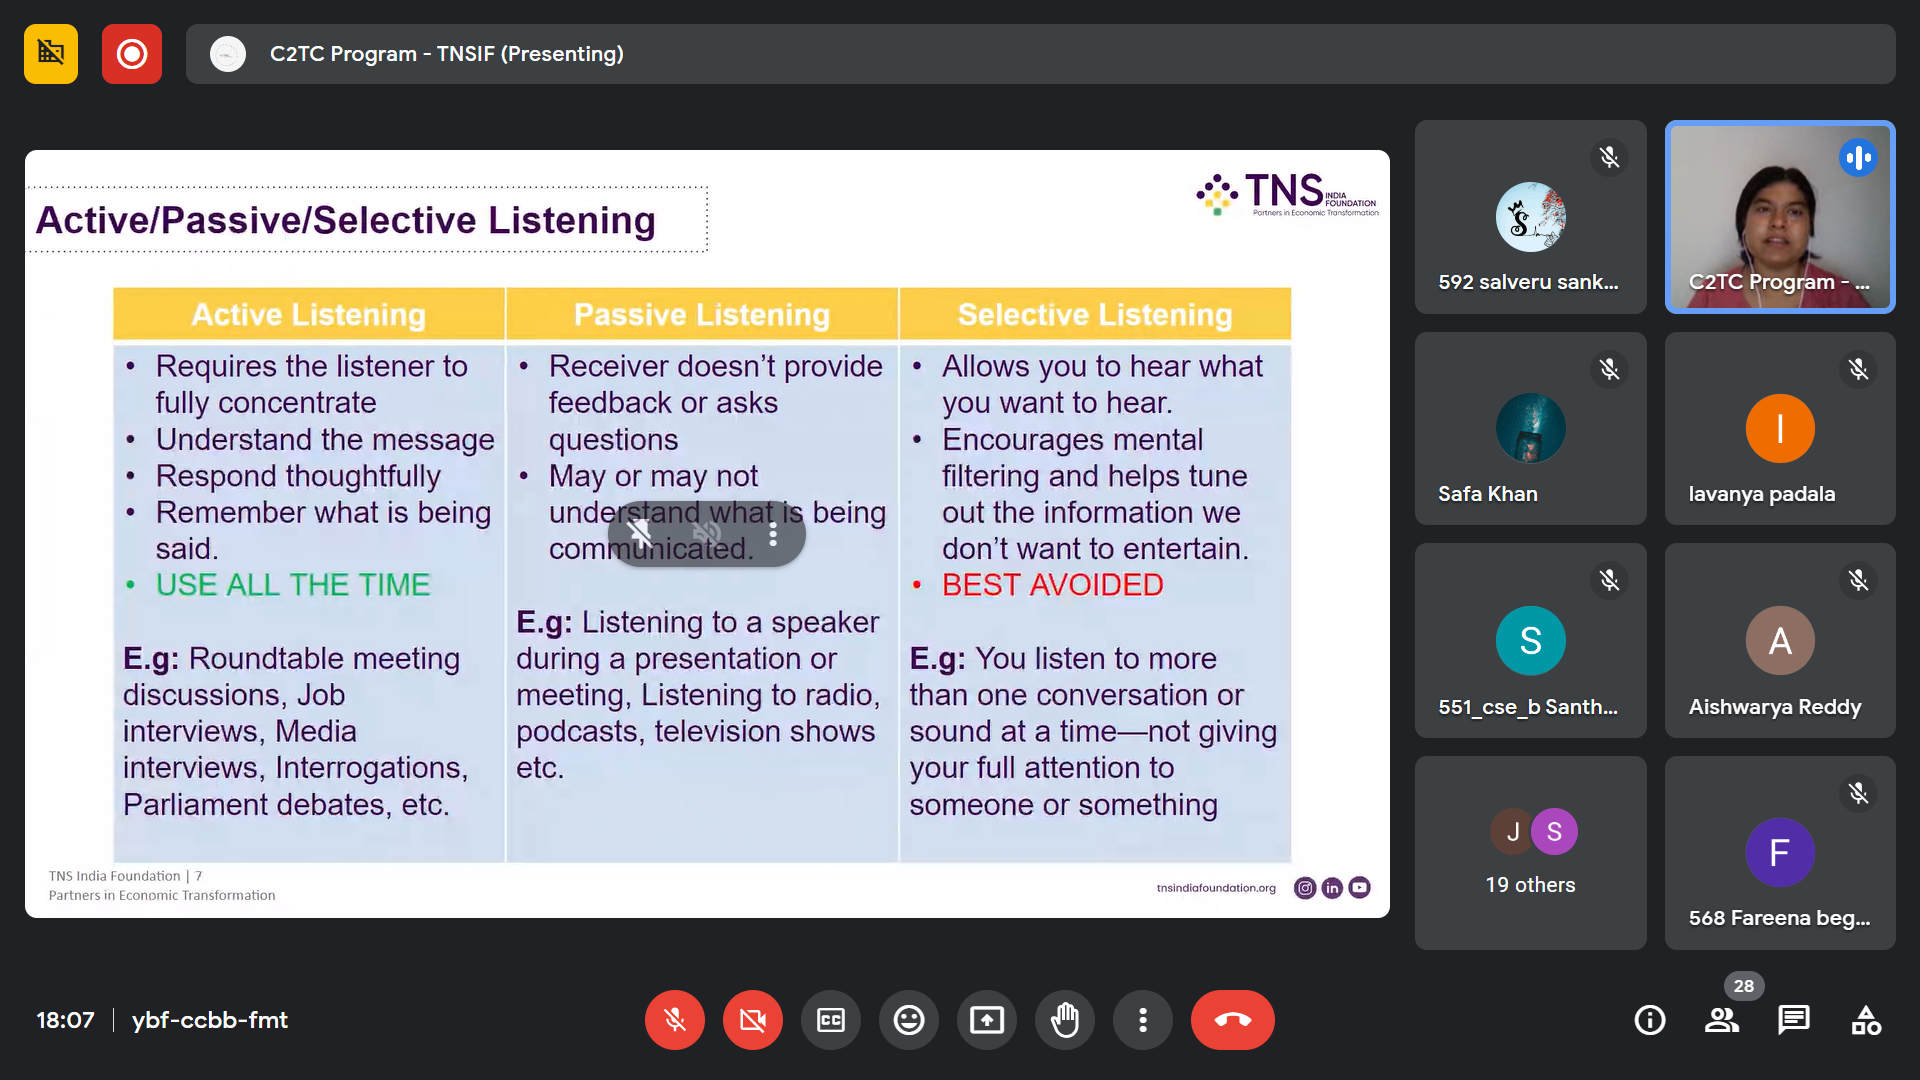 C2TC Program - TNSIF (Presenting)
Active/Passive/Selective Listening
TNS INDIA FOUNDATION
Partners in Economic Transformation
Active Listening
• Requires the listener to
fully concentrate
• Understand the message
• Respond thoughtfully
• Remember what is being
said.
• USE ALL THE TIME
E.g: Roundtable meeting
discussions, Job
interviews, Media
interviews, Interrogations,
Parliament debates, etc.
Passive Listening
• Receiver doesn’t provide
feedback or asks
questions
• May or may not
understand what is being
communicated.
E.g: Listening to a speaker
during a presentation or
meeting, Listening to radio,
podcasts, television shows
etc.
Selective Listening
• Allows you to hear what
you want to hear.
• Encourages mental
filtering and helps tune
out the information we
don’t want to entertain.
• BEST AVOIDED
E.g: You listen to more
than one conversation or
sound at a time—not giving
your full attention to
someone or something
TNS India Foundation | 7
Partners in Economic Transformation
tnsindiafoundation.org
in
592 salveru sank...
C2TC Program - ...
Safa Khan
l
lavanya padala
S
551_cse_b Santh...
A
Aishwarya Reddy
J S
19 others
F
568 Fareena beg...
18:07 | ybf-ccbb-fmt
CC
28